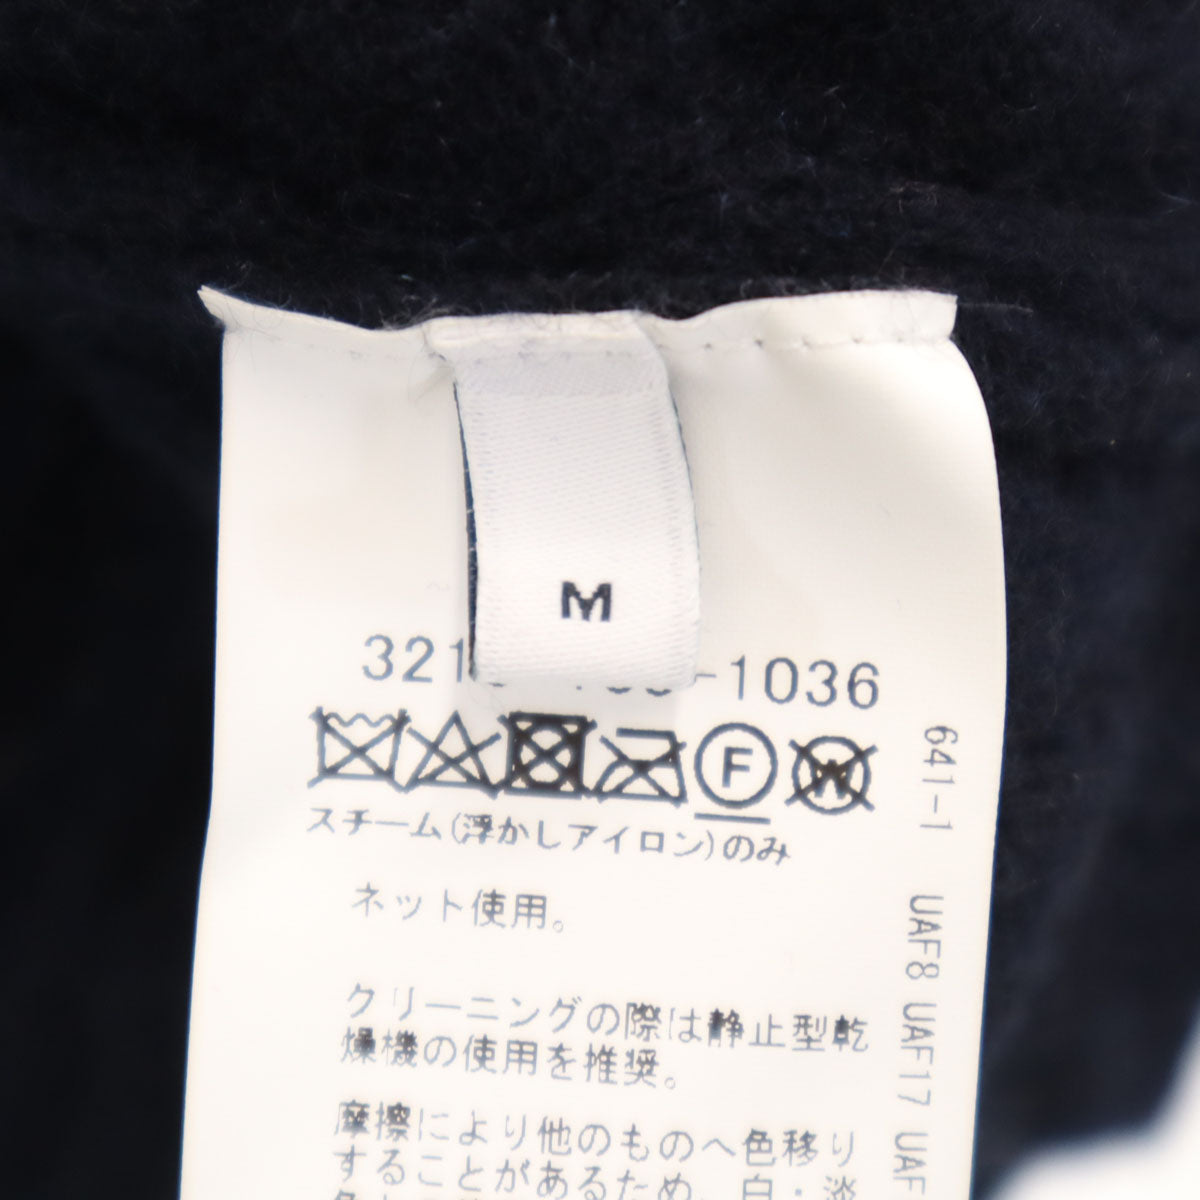 M
-1036
F
W
スチーム(浮かしアイロン)のみ
ネット使用。
クリーニングの際は静止型乾
燥機の使用を推奨。
摩擦により他のものへ色移り
することがあるため、白・淡
641-1 UAF8 UAF17 UAF